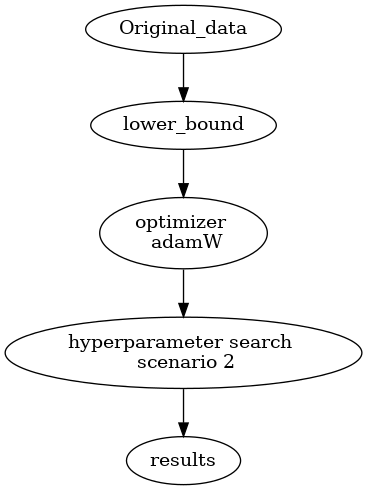 Original_data
lower_bound
optimizer
adamW
hyperparameter search
scenario 2
results